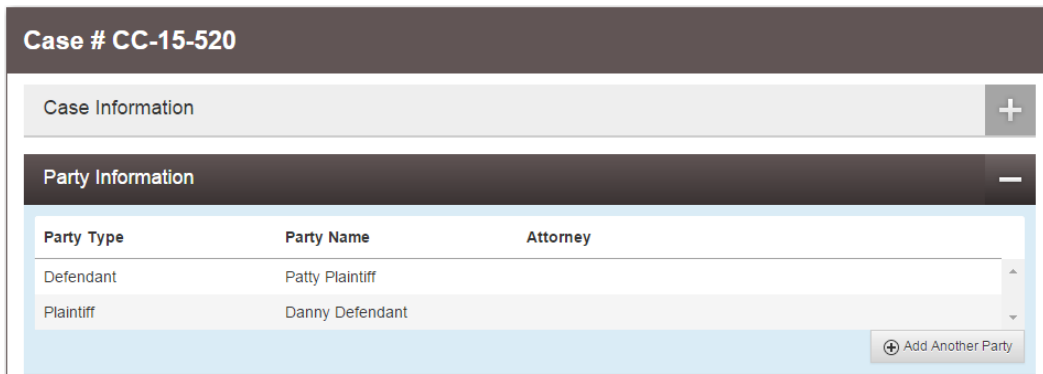 Case # CC-15-520
Case Information
Party Information
Party Type Party Name Attorney
Defendant Patty Plaintiff
Plaintiff Danny Defendant
Add Another Party